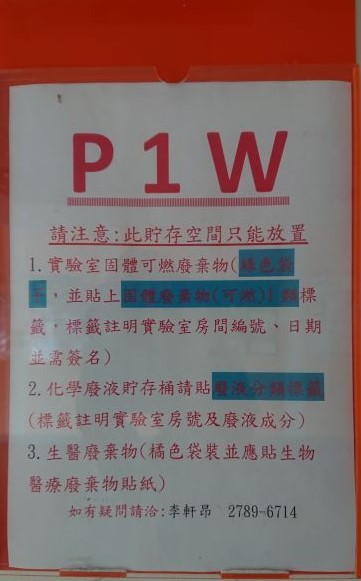 P1W
請注意:此貯存空間只能放置
1.實驗室固體可燃廢棄物(綠色袋
,並貼上固體廢棄物(可燃) 類標
籤,標籤註明實驗室房間編號、日期
並需簽名)
2.化學廢液貯存桶請貼廢液分類標籤
(標籤註明實驗室房號及廢液成分)
3.生醫廢棄物(橘色袋裝並應貼生物
醫療廢棄物貼紙)
如有疑問請洽:李軒昂 2789-6714